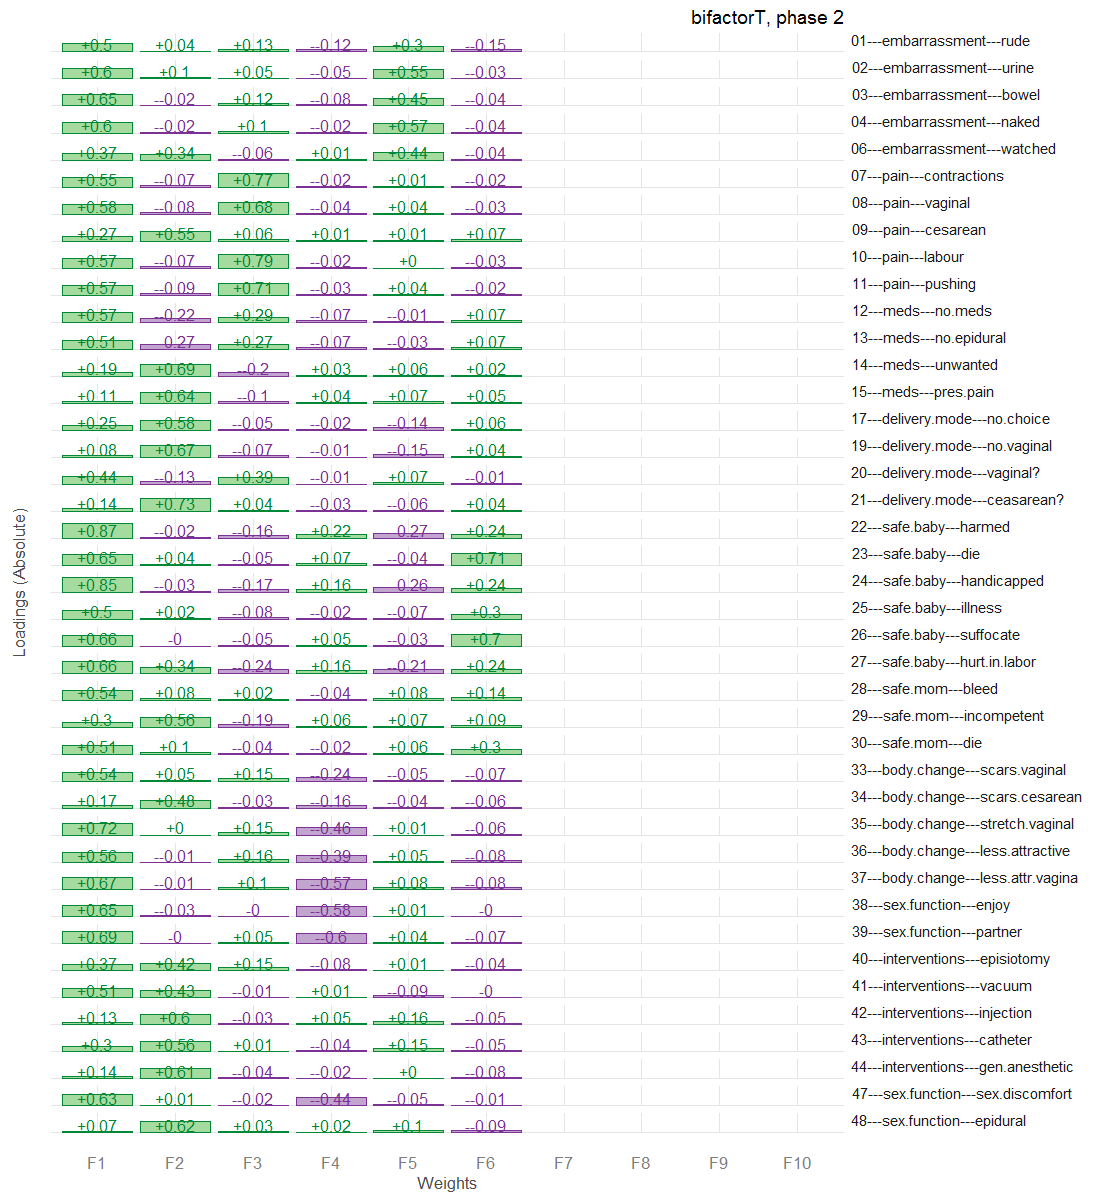 bifactorT, phase 2
+0.5 +0.04 +0.13 --0.12 +0.3 --0.15 01---embarrassment---rude
+0.6 +0.1 +0.05 --0.05 +0.55 --0.03 02---embarrassment---urine
+0.65 --0.02 +0.12 --0.08 +0.45 --0.04 03---embarrassment---bowel
+0.6 --0.02 +0.1 --0.02 +0.57 --0.04 04---embarrassment---naked
+0.37 +0.34 --0.06 +0.01 +0.44 --0.04 06---embarrassment---watched
+0.55 --0.07 +0.77 --0.02 +0.01 --0.02 07---pain---contractions
+0.58 --0.08 +0.68 --0.04 +0.04 --0.03 08---pain---vaginal
+0.27 +0.55 +0.06 +0.01 +0.01 +0.07 09---pain---cesarean
+0.57 --0.07 +0.79 --0.02 +0 --0.03 10---pain---labour
+0.57 --0.09 +0.71 --0.03 +0.04 --0.02 11---pain---pushing
+0.57 --0.22 +0.29 --0.07 --0.01 +0.07 12---meds---no.meds
+0.51 --0.27 +0.27 --0.07 --0.03 +0.07 13---meds---no.epidural
+0.19 +0.69 --0.2 +0.03 +0.06 +0.02 14---meds---unwanted
+0.11 +0.64 --0.1 +0.04 +0.07 +0.05 15---meds---pres.pain
+0.25 +0.58 --0.05 --0.02 --0.14 +0.06 17---delivery.mode---no.choice
+0.08 +0.67 --0.07 --0.01 --0.15 +0.04 19---delivery.mode---no.vaginal
+0.44 --0.13 +0.39 --0.01 +0.07 --0.01 20---delivery.mode---vaginal?
+0.14 +0.73 +0.04 --0.03 --0.06 +0.04 21---delivery.mode---ceasarean?
+0.87 --0.02 --0.16 +0.22 --0.27 +0.24 22---safe.baby---harmed
+0.65 +0.04 --0.05 +0.07 --0.04 +0.71 23---safe.baby---die
+0.85 --0.03 --0.17 +0.16 --0.26 +0.24 24---safe.baby---handicapped
+0.5 +0.02 --0.08 --0.02 --0.07 +0.3 25---safe.baby---illness
+0.66 -0 --0.05 +0.05 --0.03 +0.7 26---safe.baby---suffocate
+0.66 +0.34 --0.24 +0.16 --0.21 +0.24 27---safe.baby---hurt.in.labor
+0.54 +0.08 +0.02 --0.04 +0.08 +0.14 28---safe.mom---bleed
+0.3 +0.56 --0.19 +0.06 +0.07 +0.09 29---safe.mom---incompetent
+0.51 +0.1 --0.04 --0.02 +0.06 +0.3 30---safe.mom---die
+0.54 +0.05 +0.15 --0.24 --0.05 --0.07 33---body.change---scars.vaginal
+0.17 +0.48 --0.03 --0.16 --0.04 --0.06 34---body.change---scars.cesarean
+0.72 +0 +0.15 --0.46 +0.01 --0.06 35---body.change---stretch.vaginal
+0.56 --0.01 +0.16 --0.39 +0.05 --0.08 36---body.change---less.attractive
+0.67 --0.01 +0.1 --0.57 +0.08 --0.08 37---body.change---less.attr.vagina
+0.65 --0.03 -0 --0.58 +0.01 -0 38---sex.function---enjoy
+0.69 -0 +0.05 --0.6 +0.04 --0.07 39---sex.function---partner
+0.37 +0.42 +0.15 --0.08 +0.01 --0.04 40---interventions---episiotomy
+0.51 +0.43 --0.01 +0.01 --0.09 -0 41---interventions---vacuum
+0.13 +0.6 --0.03 +0.05 +0.16 --0.05 42---interventions---injection
+0.3 +0.56 +0.01 --0.04 +0.15 --0.05 43---interventions---catheter
+0.14 +0.61 --0.04 --0.02 +0 --0.08 44---interventions---gen.anesthetic
+0.63 +0.01 --0.02 --0.44 --0.05 --0.01 47---sex.function---sex.discomfort
+0.07 +0.62 +0.03 +0.02 +0.1 --0.09 48---sex.function---epidural
F1 F2 F3 F4 F5 F6 F7 F8 F9 F10
Weights
Loadings (Absolute)